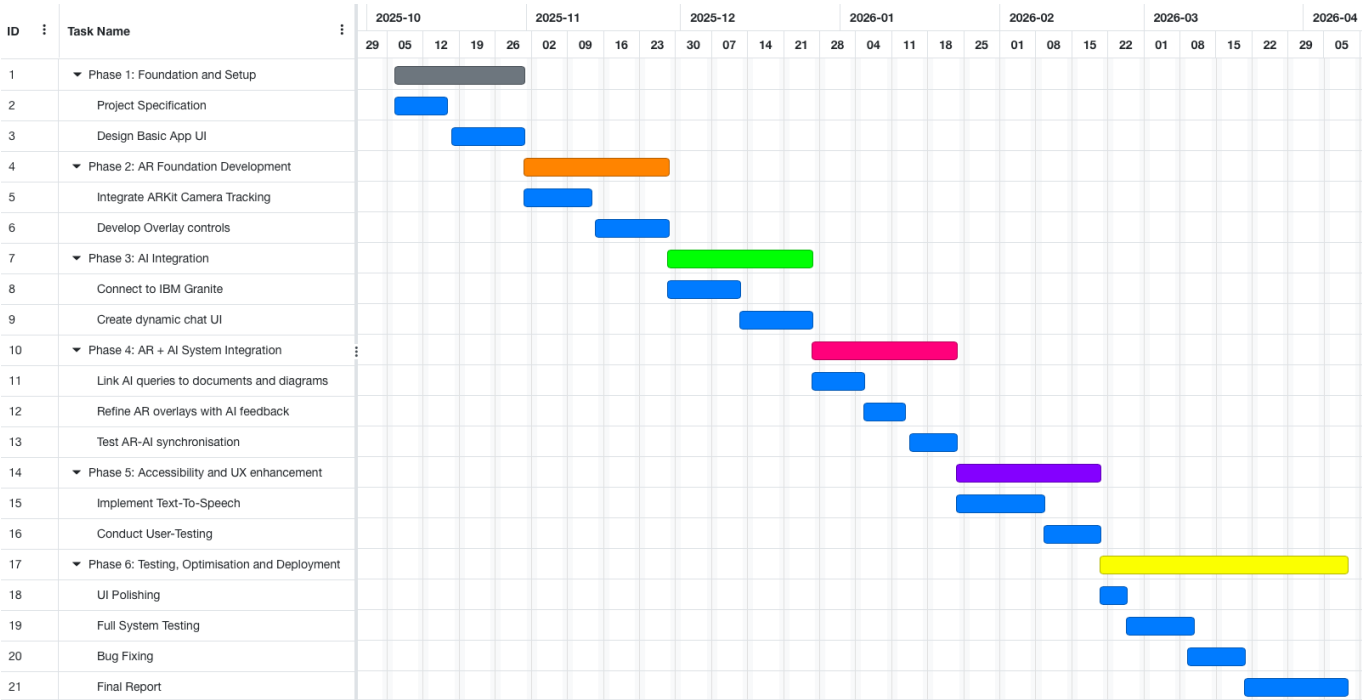 2025-10 2025-11 2025-12 2026-01 2026-02 2026-03 2026-04
ID Task Name
29 05 12 19 26 02 09 16 23 30 07 14 21 28 04 11 18 25 01 08 15 22 01 08 15 22 29 05
1 Phase 1: Foundation and Setup
2 Project Specification
3 Design Basic App UI
4 Phase 2: AR Foundation Development
5 Integrate ARKit Camera Tracking
6 Develop Overlay controls
7 Phase 3: AI Integration
8 Connect to IBM Granite
9 Create dynamic chat UI
10 Phase 4: AR + AI System Integration
11 Link AI queries to documents and diagrams
12 Refine AR overlays with AI feedback
13 Test AR-AI synchronisation
14 Phase 5: Accessibility and UX enhancement
15 Implement Text-To-Speech
16 Conduct User-Testing
17 Phase 6: Testing, Optimisation and Deployment
18 UI Polishing
19 Full System Testing
20 Bug Fixing
21 Final Report